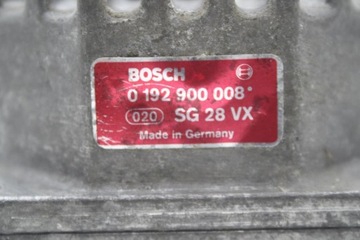 BOSCH
0 192 900 008*
020 SG 28 VX
Made in Germany